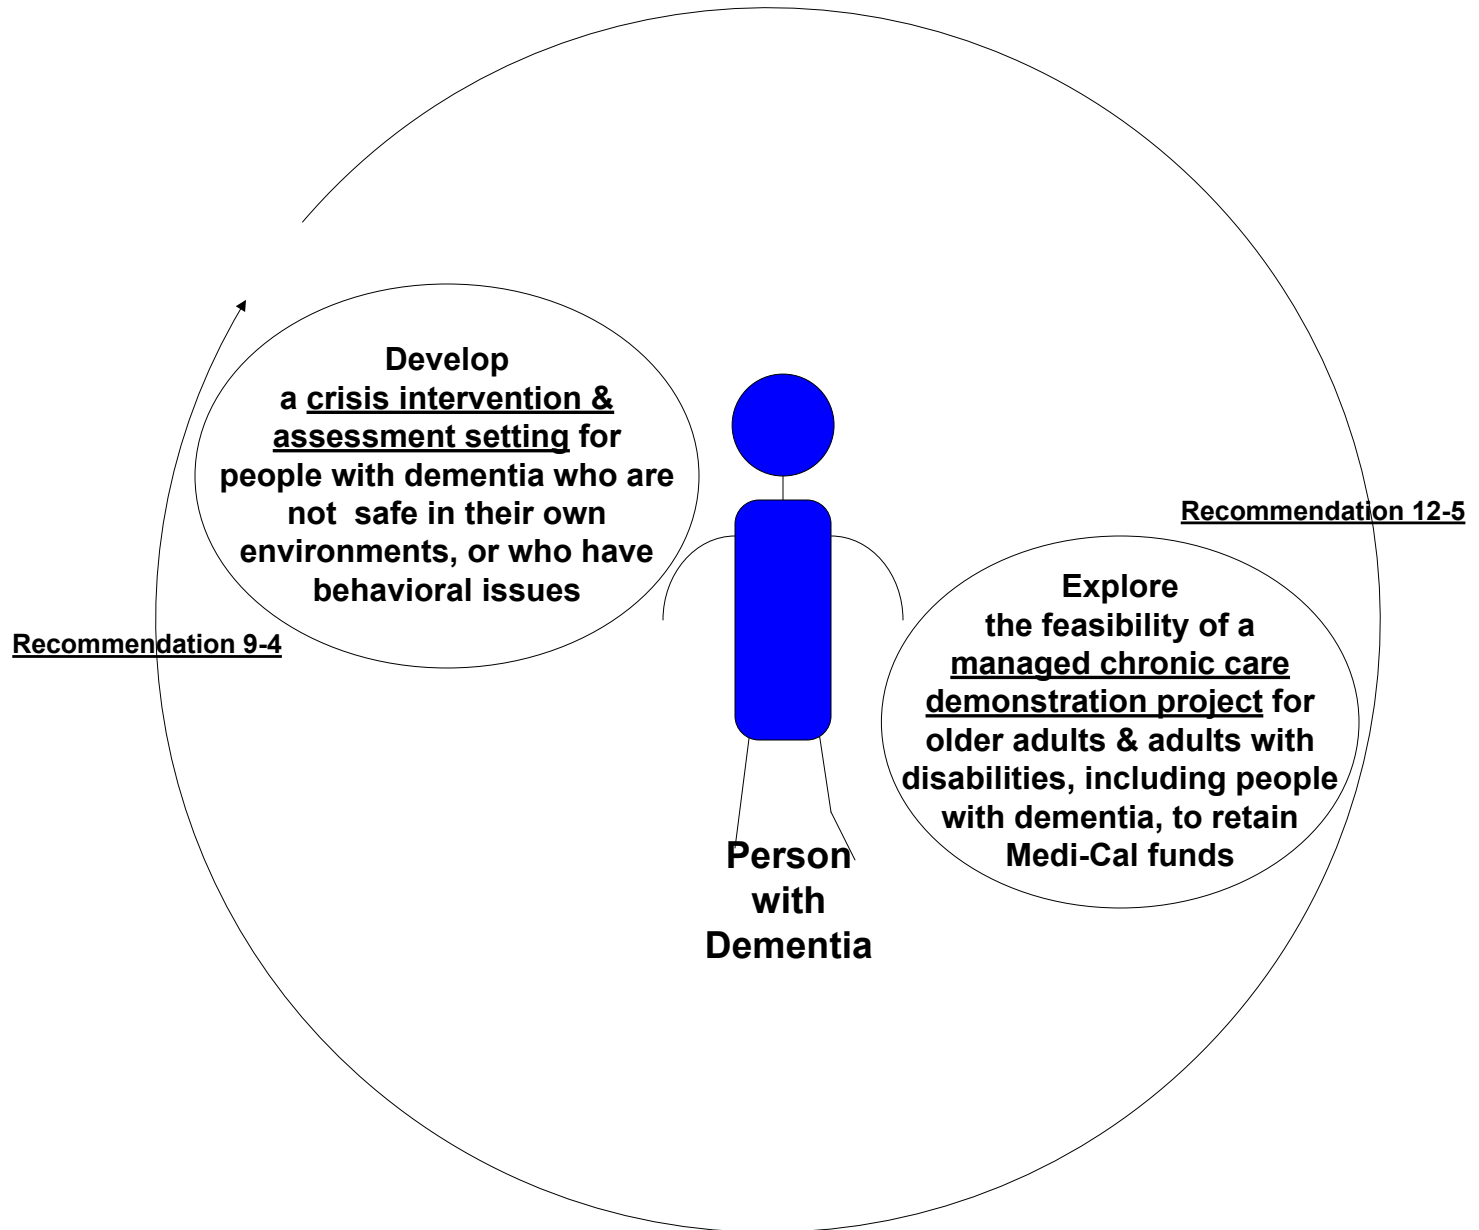 Develop
a crisis intervention &
assessment setting for
people with dementia who are
not  safe in their own
environments, or who have
behavioral issues
Recommendation 9-4
Recommendation 12-5
Explore
the feasibility of a
managed chronic care
demonstration project for
older adults & adults with
disabilities, including people
with dementia, to retain
Medi-Cal funds
Person
with
Dementia